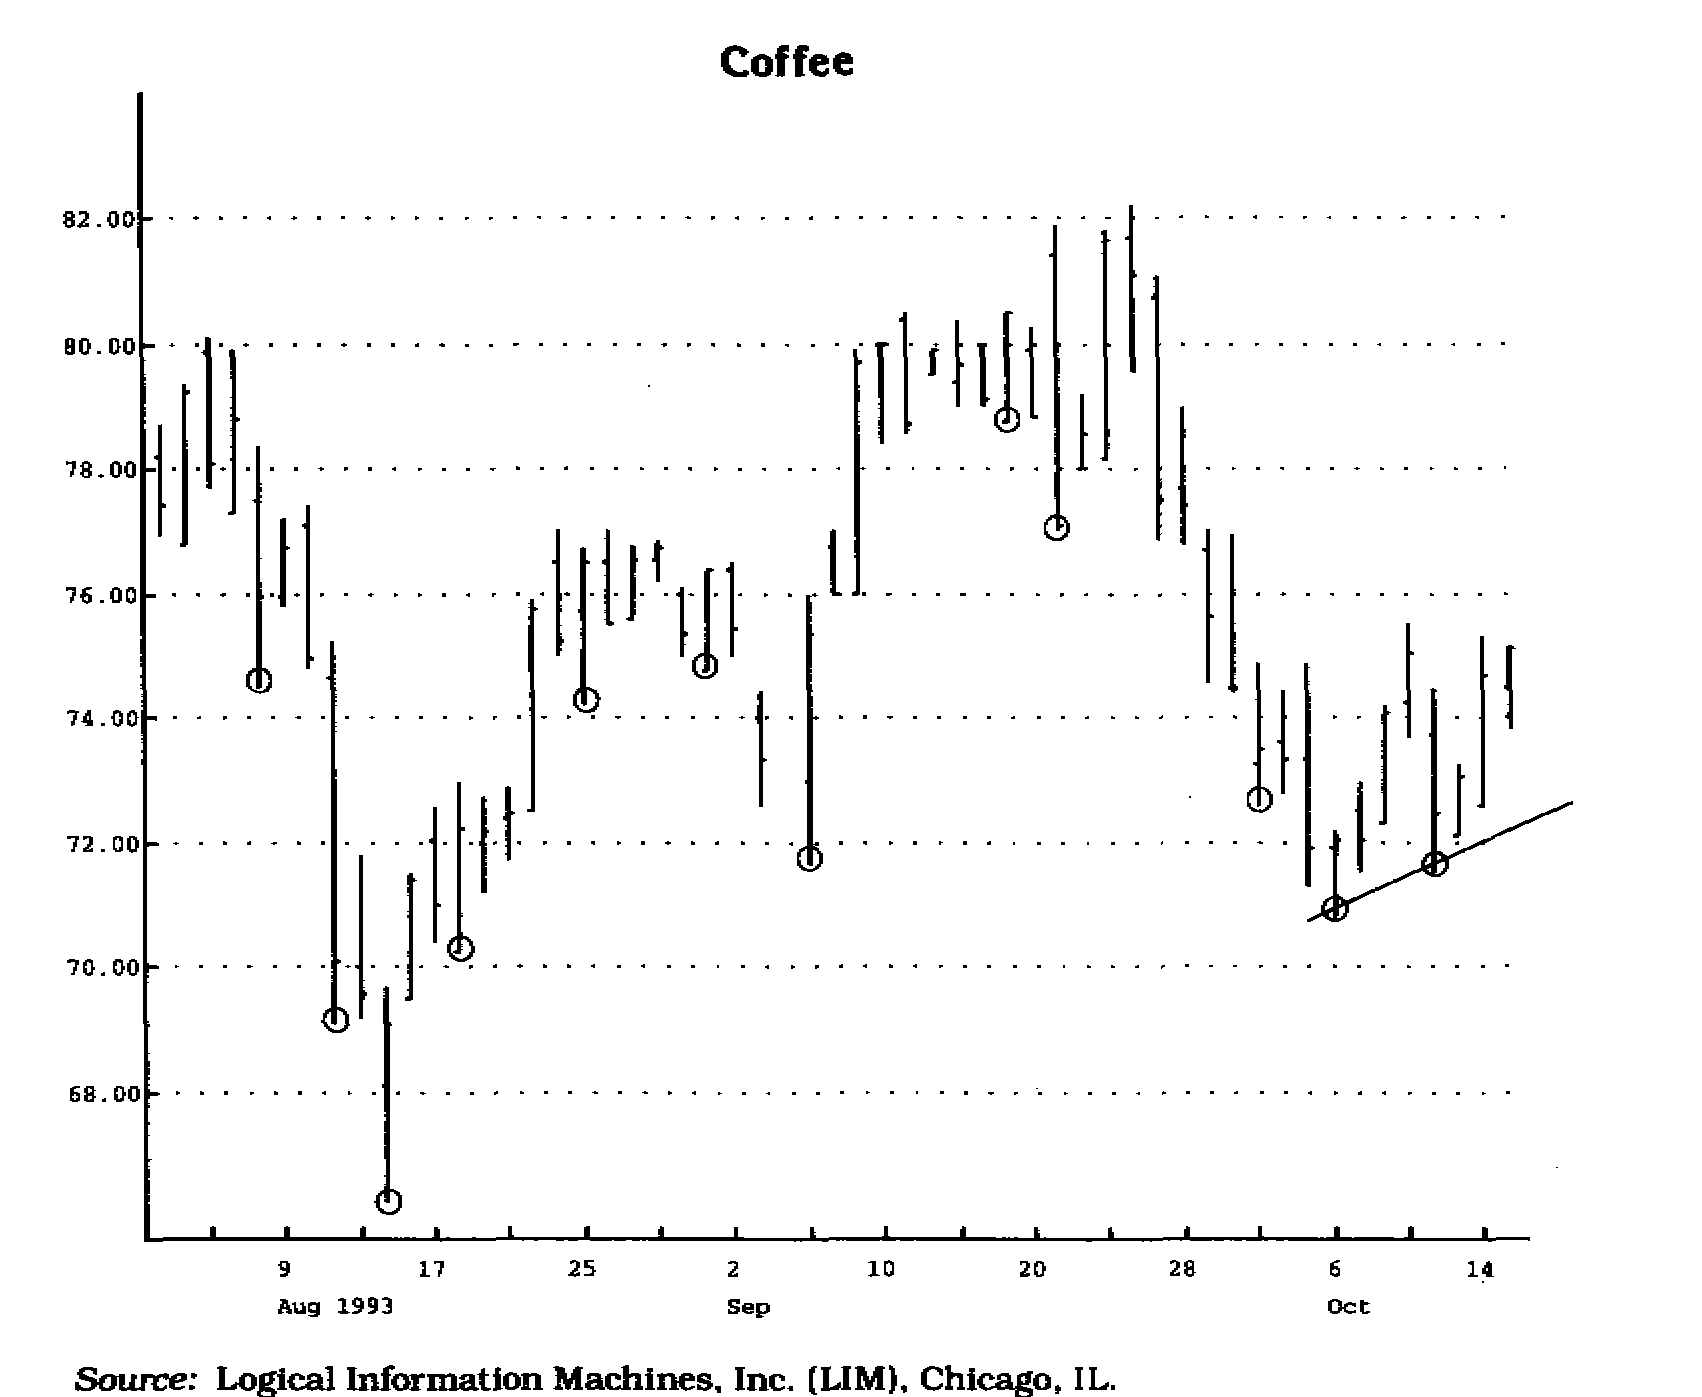 Coffee
82.00
80.00
78.00
76.00
74.00
72.00
70.00
68.00
9 17 25 2 10 20 28 6 14
Aug 1993 Sep Oct
Source: Logical Information Machines, Inc. (LIM), Chicago, IL.